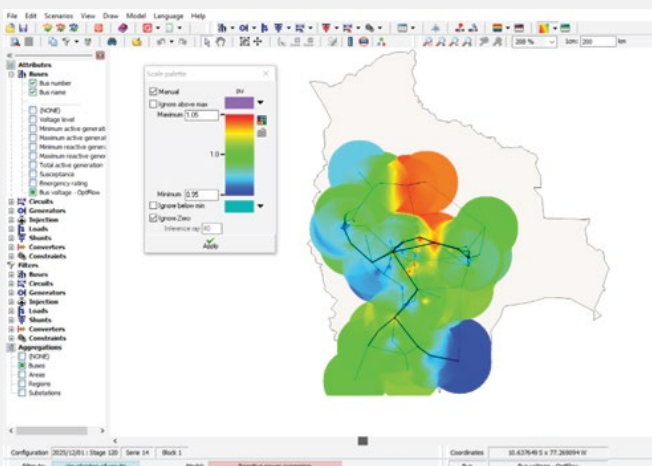 File Edit Scenarios View Draw Model Language Help
208 %
1cm: 200 km
Attributes
Buses
Bus number
Bus name
(NONE)
Voltage level
Minimum active generation
Maximum active generati
Minimum reactive genera
Maximum reactive gener
Total active generation
Susceptance
Emergency rating
Bus voltage - OptFlow
Circuits
Generators
Injection
Loads
Shunts
Converters
Constraints
Filters
Buses
Circuits
Generators
Injection
Loads
Shunts
Converters
Constraints
Aggregations
(NONE)
Buses
Areas
Regions
Substations
Scale palette
Manual
pu
Ignore above max
Maximum 1.05
1.0
Minimum 0.95
Ignore below min
Ignore Zero
Inference ray 40
Apply
Configuration 2025/12/01 : Stage 120 Serie 14 Block 1
Coordinates 10.637649 S x 77.269094 W
Model:
Bus voltage - OptFlow